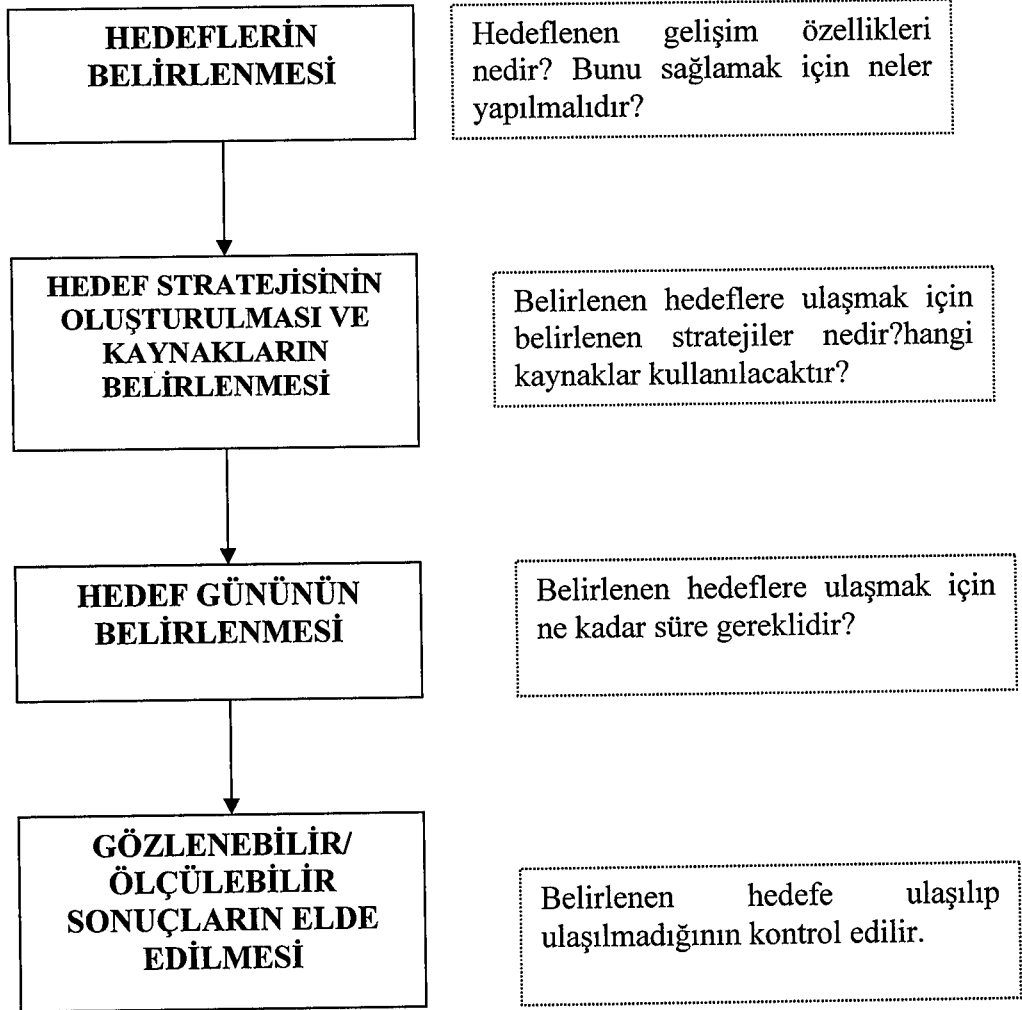 HEDEFLERİN
BELİRLENMESİ
Hedeflenen gelişim özellikleri
nedir? Bunu sağlamak için neler
yapılmalıdır?
HEDEF STRATEJİSİNİN
OLUŞTURULMASI VE
KAYNAKLARIN
BELİRLENMESİ
Belirlenen hedeflere ulaşmak için
belirlenen stratejiler nedir?hangi
kaynaklar kullanılacaktır?
HEDEF GÜNÜNÜN
BELİRLENMESİ
Belirlenen hedeflere ulaşmak için
ne kadar süre gereklidir?
GÖZLENEBİLİR/
ÖLÇÜLEBİLİR
SONUÇLARIN ELDE
EDİLMESİ
Belirlenen hedefe ulaşılıp
ulaşılmadığının kontrol edilir.